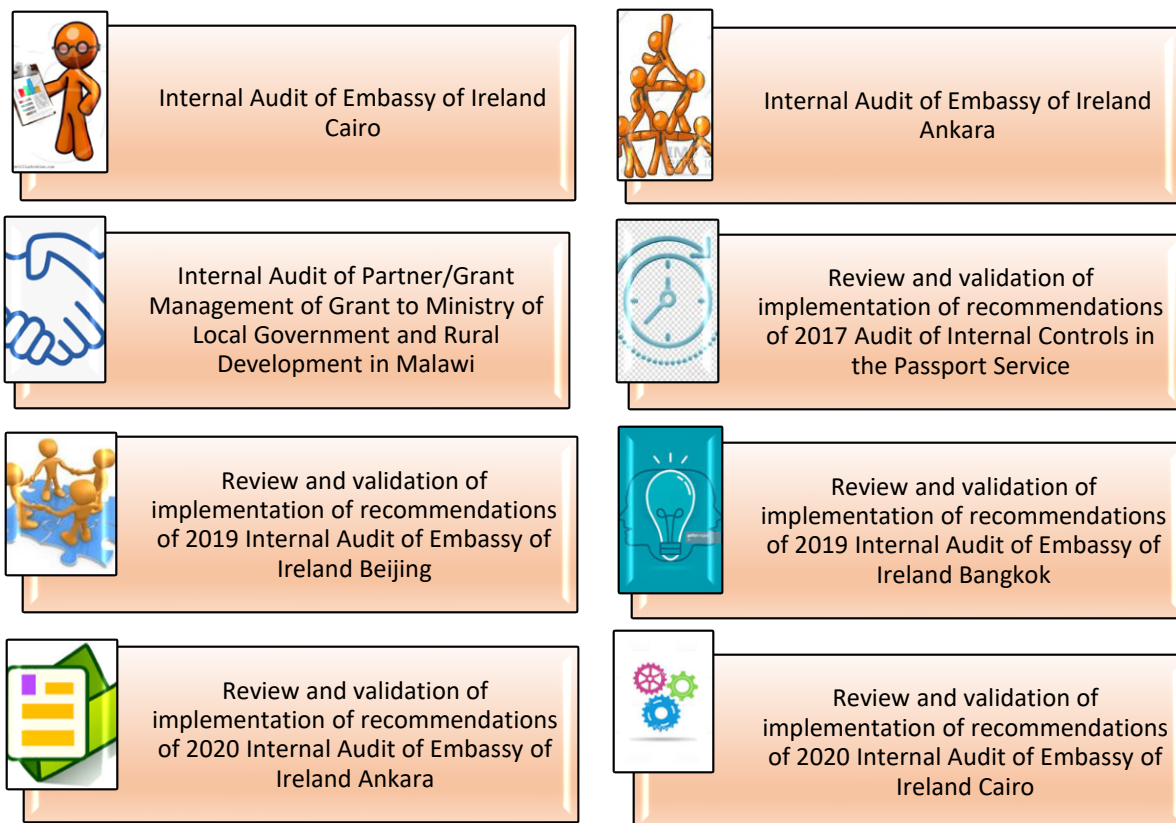 Internal Audit of Embassy of Ireland
Cairo
Internal Audit of Embassy of Ireland
Ankara
Internal Audit of Partner/Grant
Management of Grant to Ministry of
Local Government and Rural
Development in Malawi
Review and validation of
implementation of recommendations
of 2017 Audit of Internal Controls in
the Passport Service
Review and validation of
implementation of recommendations
of 2019 Internal Audit of Embassy of
Ireland Beijing
Review and validation of
implementation of recommendations
of 2019 Internal Audit of Embassy of
Ireland Bangkok
Review and validation of
implementation of recommendations
of 2020 Internal Audit of Embassy of
Ireland Ankara
Review and validation of
implementation of recommendations
of 2020 Internal Audit of Embassy of
Ireland Cairo